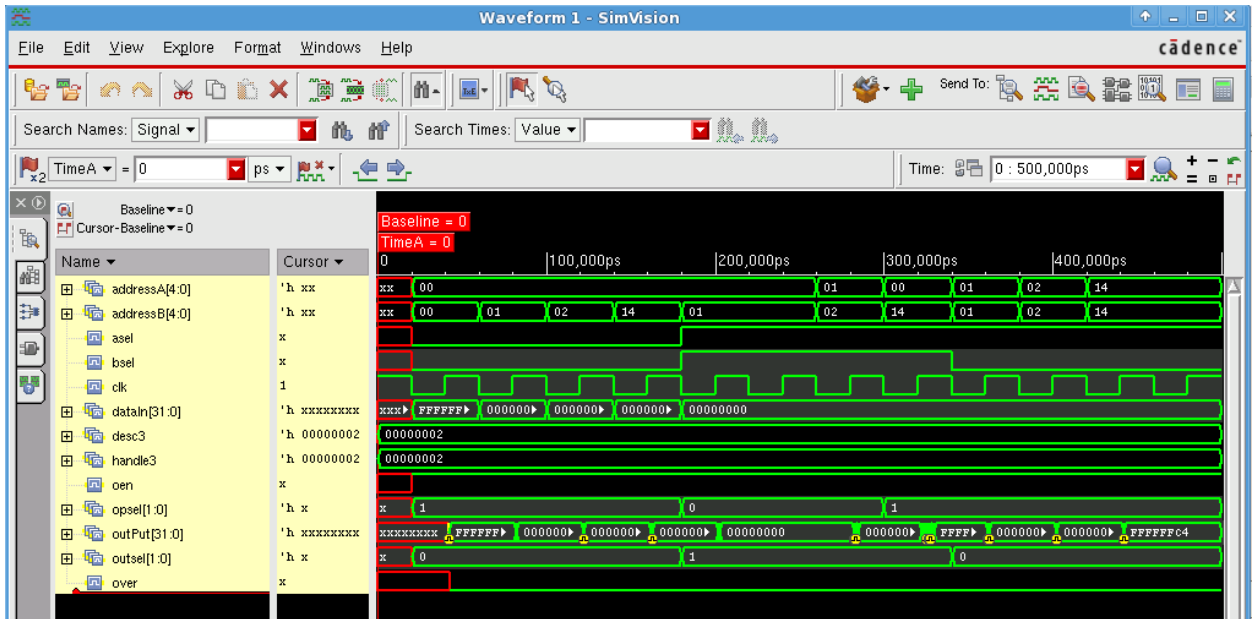 Waveform 1 - SimVision
File Edit View Explore Format Windows Help cādence
Send To:
Search Names: Signal Search Times: Value
x2 TimeA = 0 ps Time: 0 : 500,000ps
Baseline = 0
Cursor-Baseline = 0
Baseline = 0
TimeA = 0
Name Cursor 0 100,000ps 200,000ps 300,000ps 400,000ps
addressA[4:0] 'h xx xx 00 01 00 01 02 14
addressB[4:0] 'h xx xx 00 01 02 14 01 02 14 01 02 14
asel x
bsel x
clk 1
dataIn[31:0] 'h xxxxxxxx xxx FFFFFF 000000 000000 000000 00000000
desc3 'h 00000002 00000002
handle3 'h 00000002 00000002
oen x
opsel[1:0] 'h x x 1 0 1
outPut[31:0] 'h xxxxxxxx xxxxxxxx FFFFFF 000000 000000 000000 00000000 000000 FFFF 000000 000000 FFFFFFC4
outsel[1:0] 'h x x 0 1 0
over x